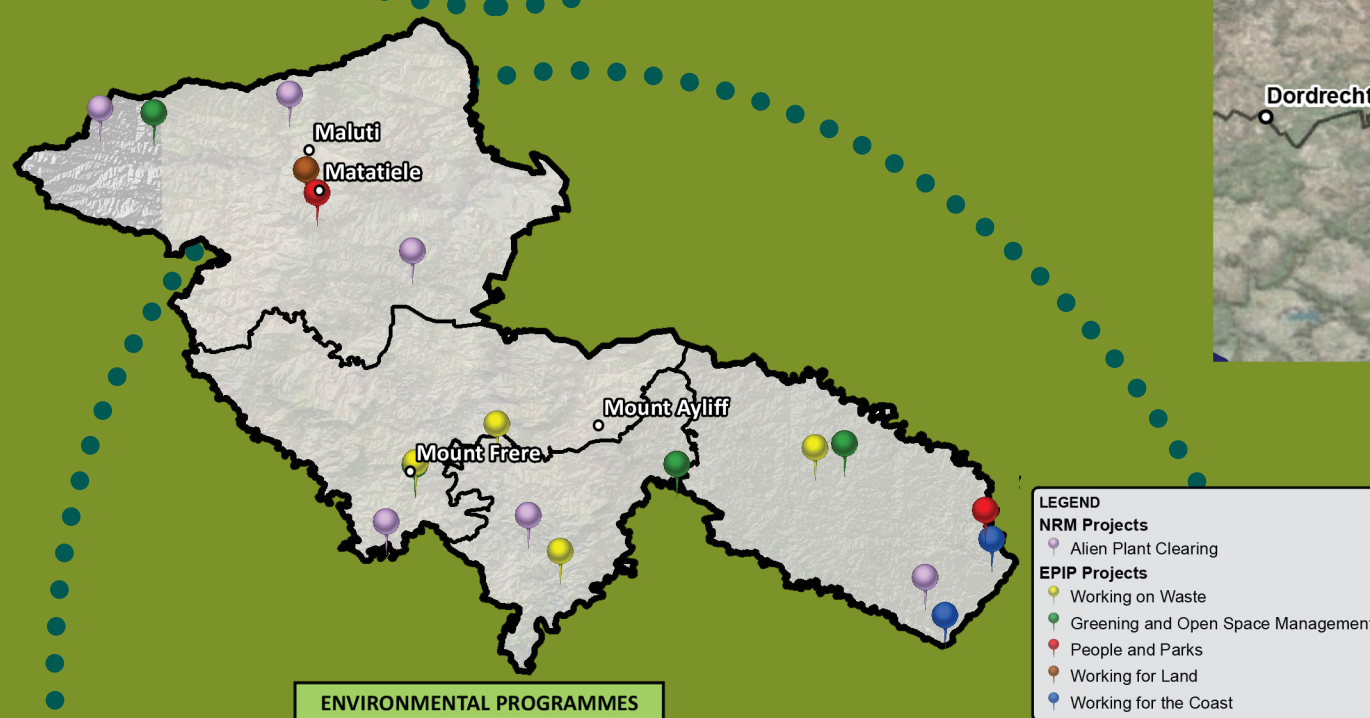 Dordrecht
Maluti
Matatiele
Mount Ayliff
Mount Frere
LEGEND
NRM Projects
Alien Plant Clearing
EPIP Projects
Working on Waste
Greening and Open Space Managemen
People and Parks
Working for Land
Working for the Coast
ENVIRONMENTAL PROGRAMMES